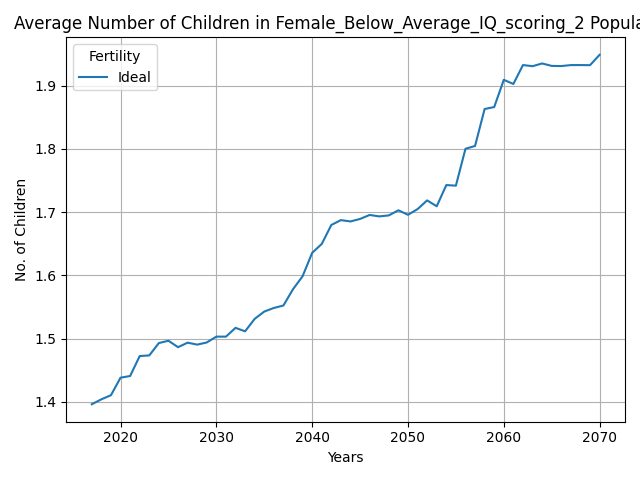 Average Number of Children in Female_Below_Average_IQ_scoring_2 Popula
Fertility
Ideal
No. of Children
1.9
1.8
1.7
1.6
1.5
1.4
2020 2030 2040 2050 2060 2070
Years